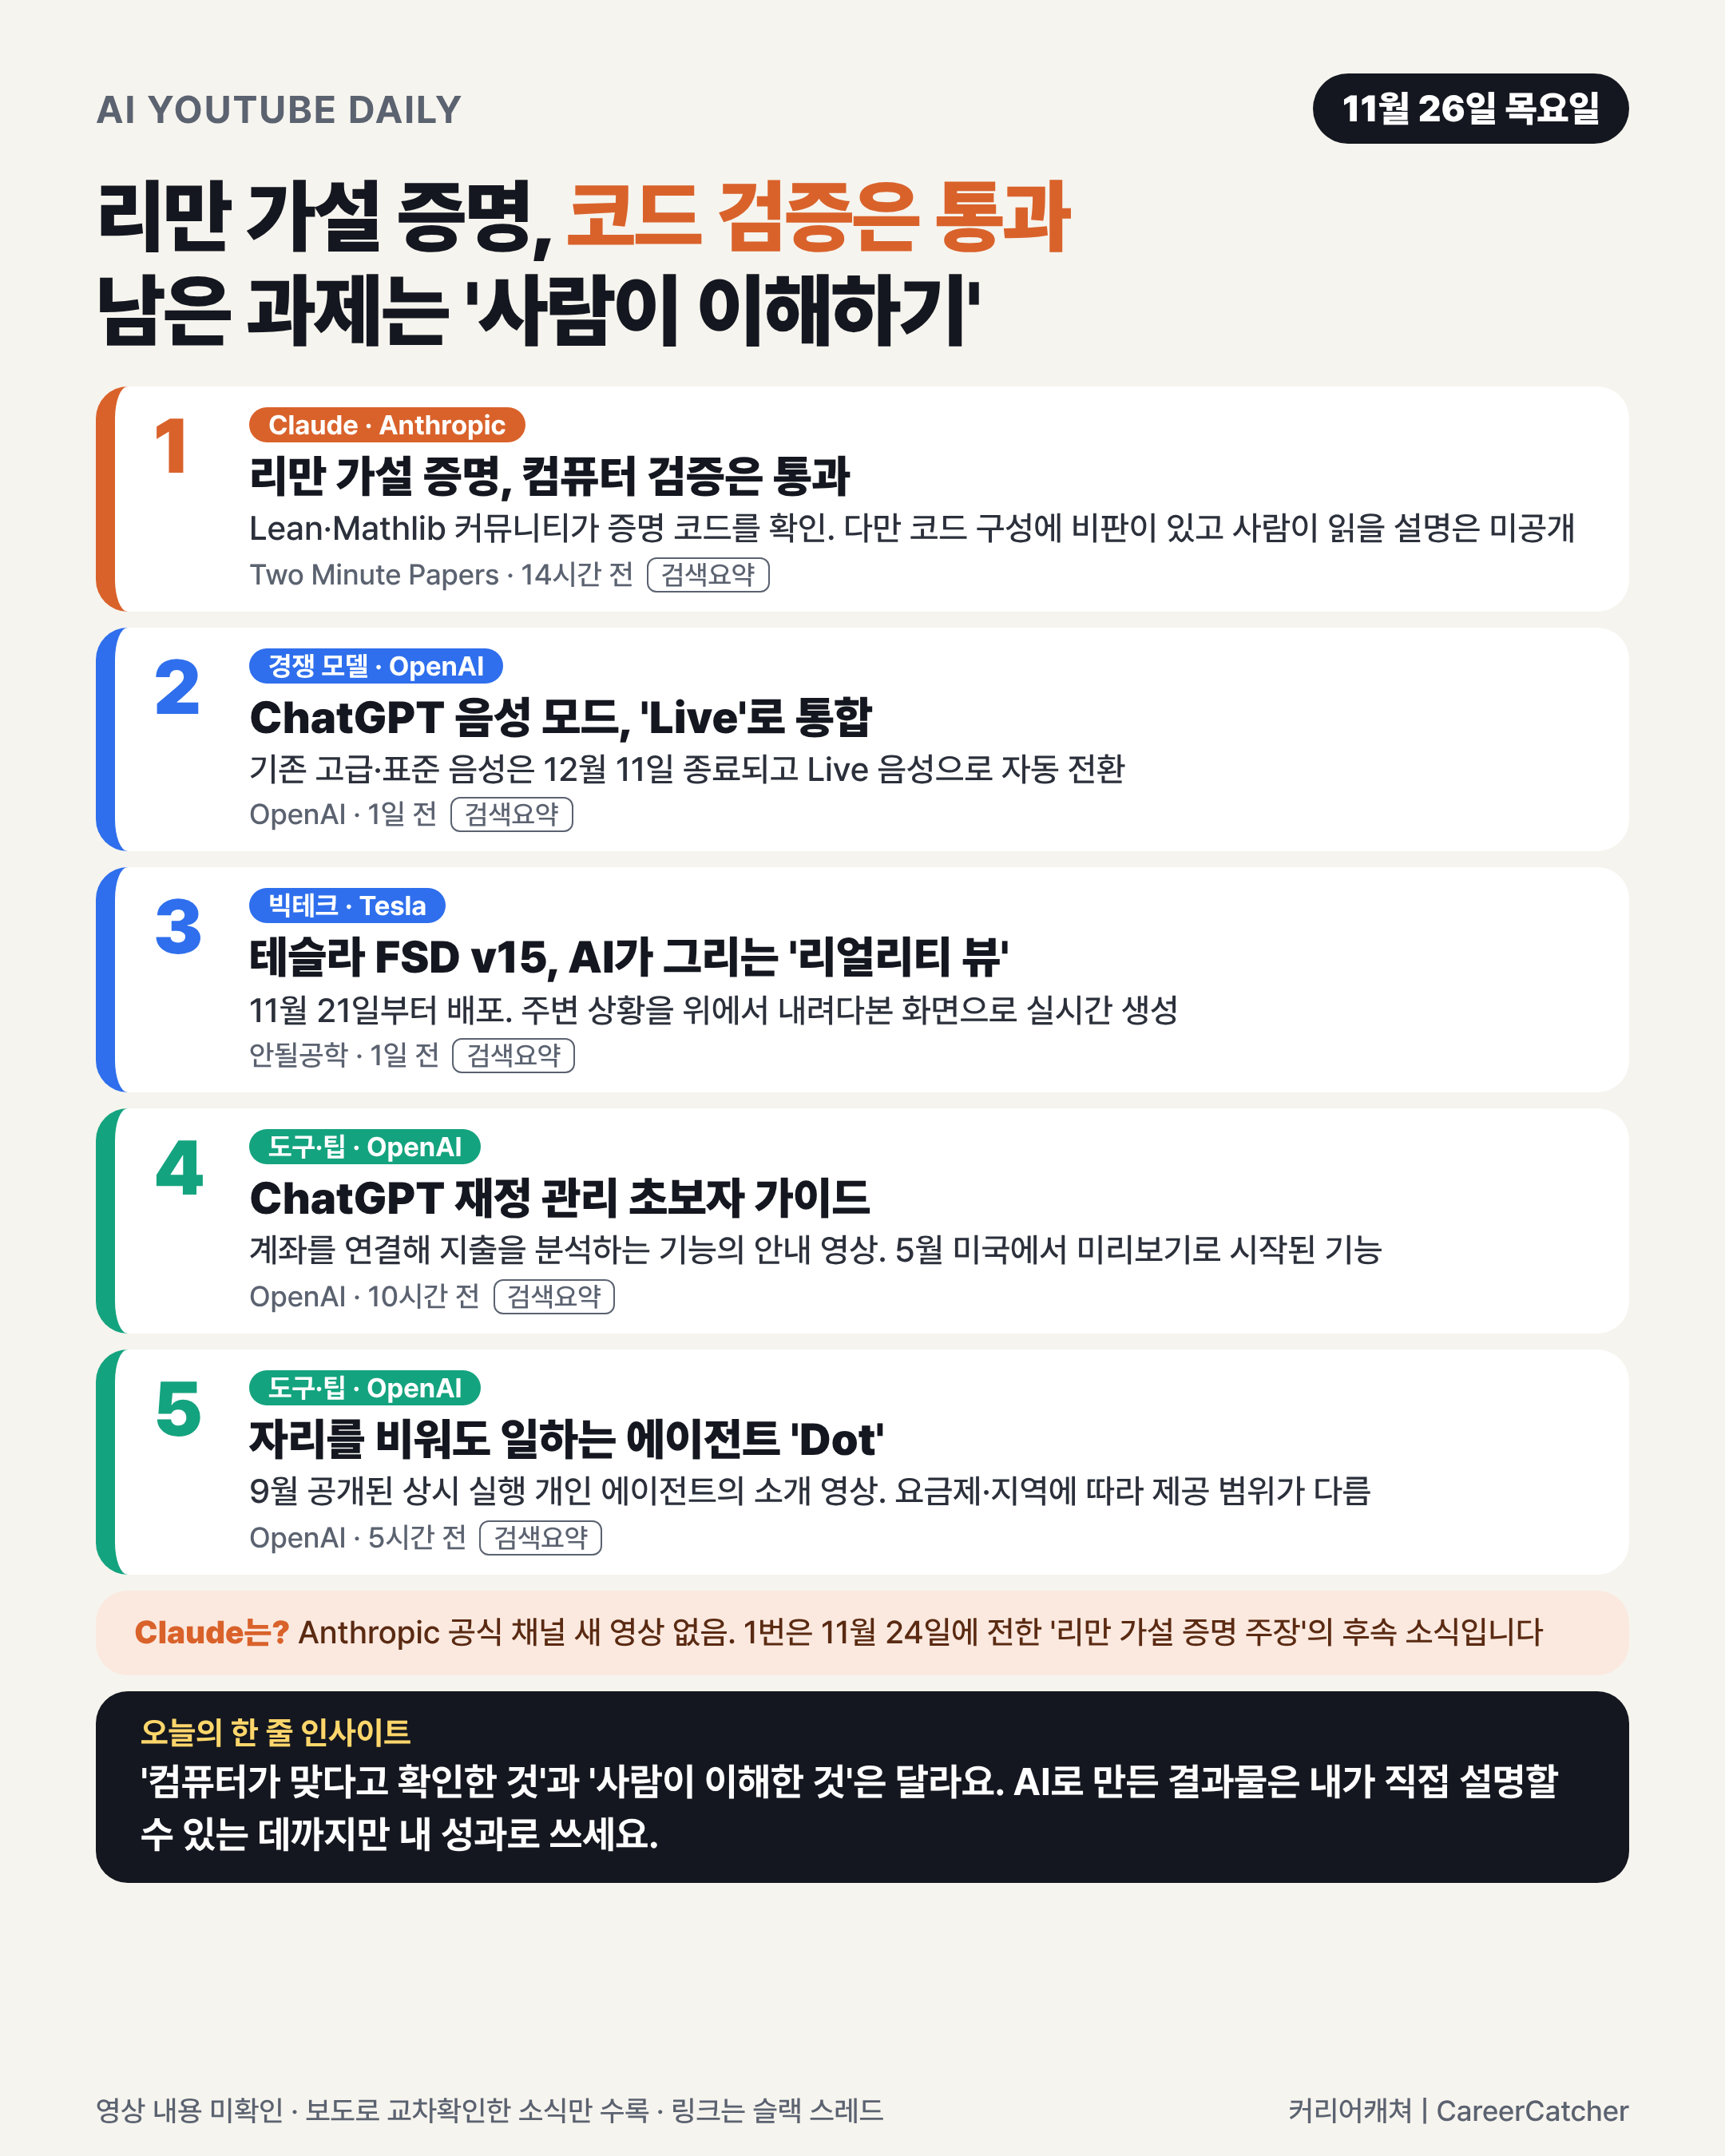 AI YOUTUBE DAILY
11월 26일 목요일
리만 가설 증명, 코드 검증은 통과
남은 과제는 '사람이 이해하기'
1
Claude · Anthropic
리만 가설 증명, 컴퓨터 검증은 통과
Lean·Mathlib 커뮤니티가 증명 코드를 확인. 다만 코드 구성에 비판이 있고 사람이 읽을 설명은 미공개
Two Minute Papers · 14시간 전 검색요약
2
경쟁 모델 · OpenAI
ChatGPT 음성 모드, 'Live'로 통합
기존 고급·표준 음성은 12월 11일 종료되고 Live 음성으로 자동 전환
OpenAI · 1일 전 검색요약
3
빅테크 · Tesla
테슬라 FSD v15, AI가 그리는 '리얼리티 뷰'
11월 21일부터 배포. 주변 상황을 위에서 내려다본 화면으로 실시간 생성
안될공학 · 1일 전 검색요약
4
도구·팁 · OpenAI
ChatGPT 재정 관리 초보자 가이드
계좌를 연결해 지출을 분석하는 기능의 안내 영상. 5월 미국에서 미리보기로 시작된 기능
OpenAI · 10시간 전 검색요약
5
도구·팁 · OpenAI
자리를 비워도 일하는 에이전트 'Dot'
9월 공개된 상시 실행 개인 에이전트의 소개 영상. 요금제·지역에 따라 제공 범위가 다름
OpenAI · 5시간 전 검색요약
Claude는? Anthropic 공식 채널 새 영상 없음. 1번은 11월 24일에 전한 '리만 가설 증명 주장'의 후속 소식입니다
오늘의 한 줄 인사이트
'컴퓨터가 맞다고 확인한 것'과 '사람이 이해한 것'은 달라요. AI로 만든 결과물은 내가 직접 설명할
수 있는 데까지만 내 성과로 쓰세요.
영상 내용 미확인 · 보도로 교차확인한 소식만 수록 · 링크는 슬랙 스레드
커리어캐쳐 | CareerCatcher